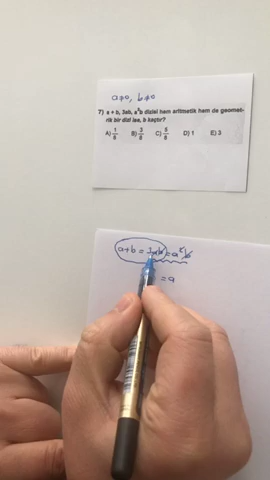 a≠0, b≠0
7) a + b, 3ab, a²b dizisi hem aritmetik hem de geomet-
rik bir dizi ise, b kaçtır?
A) 1/8 B) 3/8 C) 5/8 D) 1 E) 3
a+b = 3ab = a²b
= a